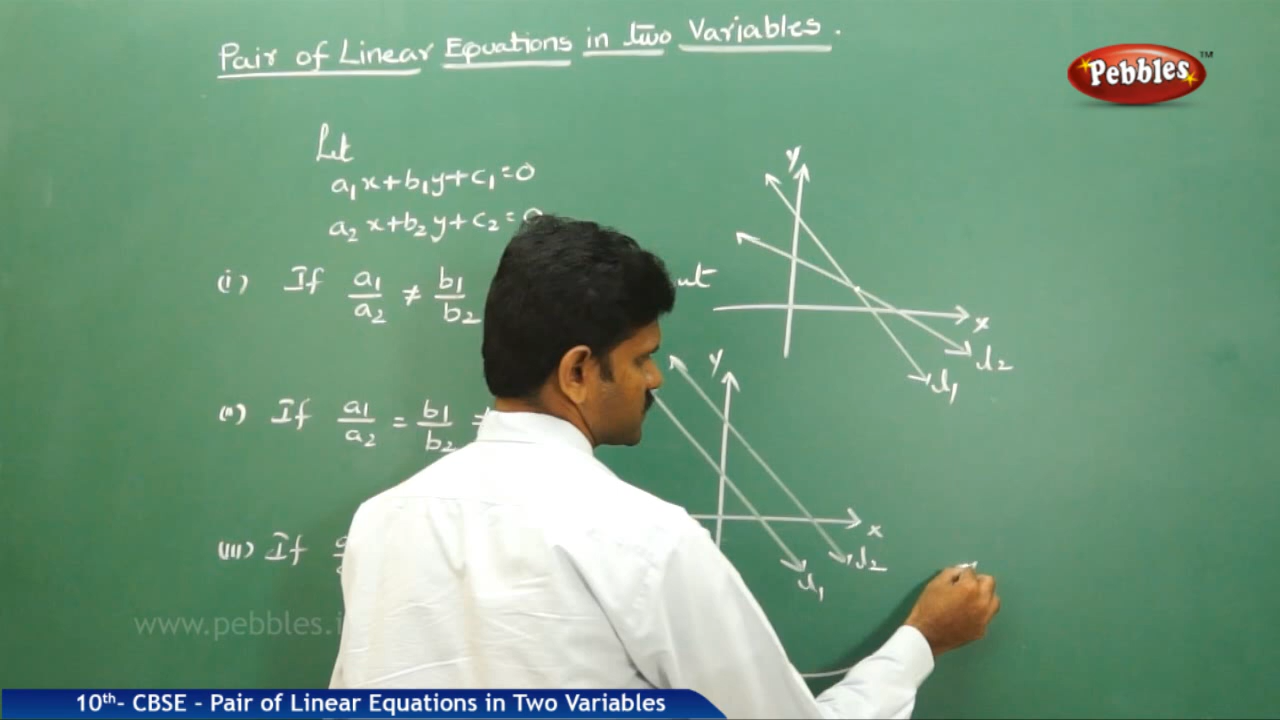 Pair of Linear Equations in two Variables.
Pebbles™
Let
a₁x+b₁y+c₁=0
a₂x+b₂y+c₂=0
(i) If a₁/a₂ ≠ b₁/b₂
y
x
l₁
l₂
(ii) If a₁/a₂ = b₁/b₂ ≠
y
x
l₁
l₂
(iii) If
www.pebbles.i
10th- CBSE - Pair of Linear Equations in Two Variables